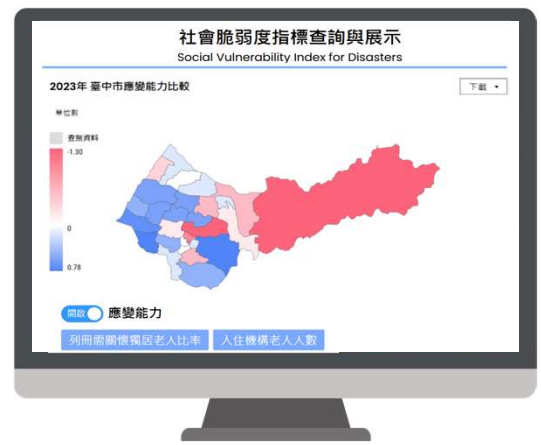 社會脆弱度指標查詢與展示
Social Vulnerability Index for Disasters
2023年 臺中市應變能力比較
下載
單位數
查無資料
-1.30
0
0.78
開啟 應變能力
列冊需關懷獨居老人比率 入住機構老人人數